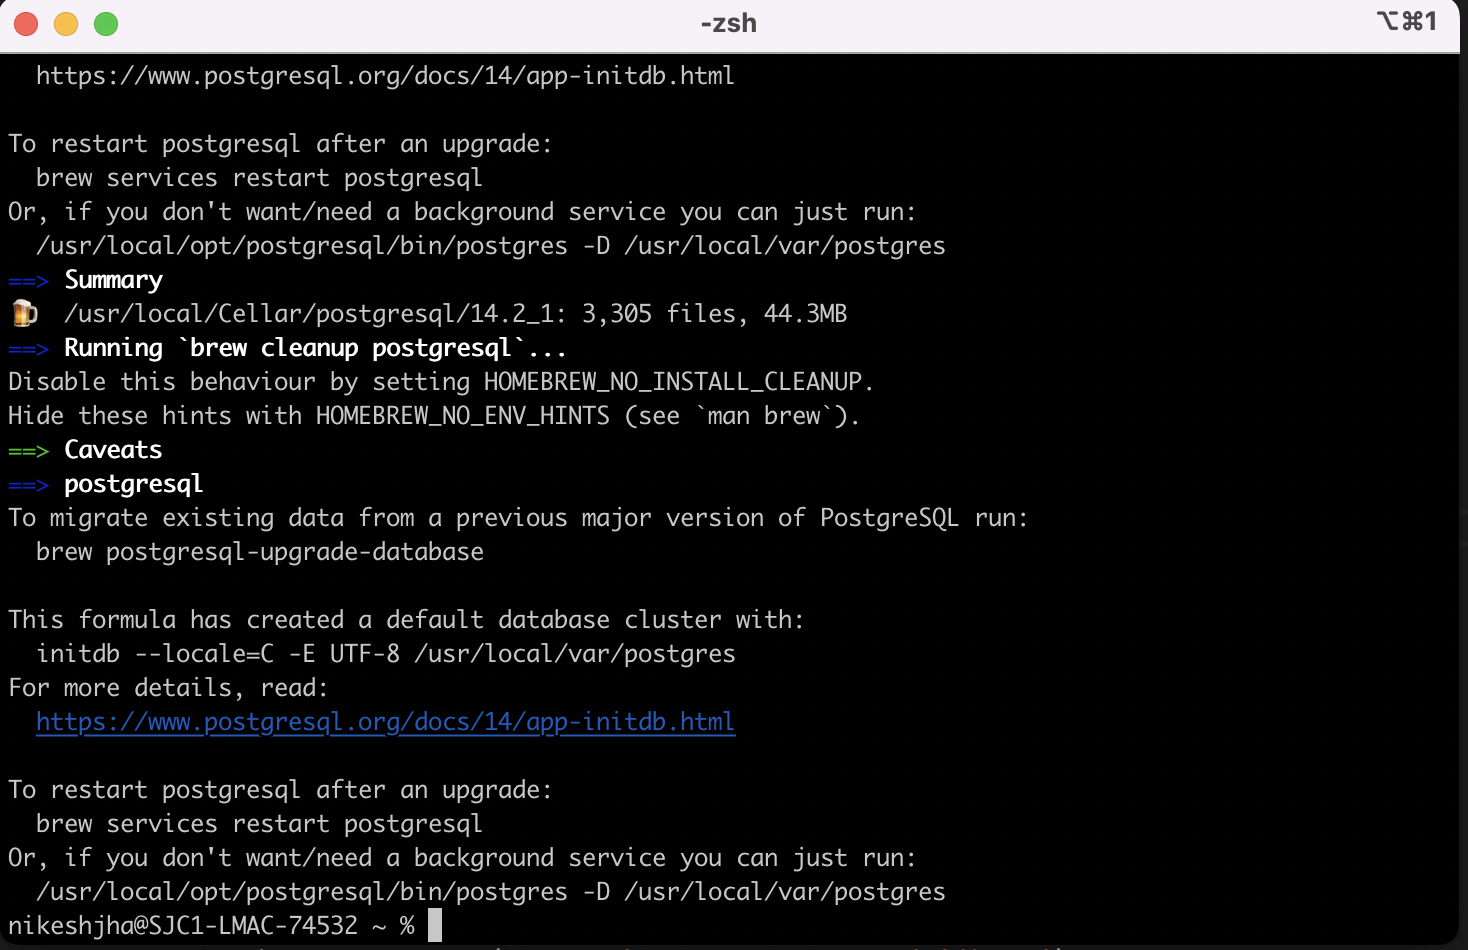 -zsh
⌥⌘1
https://www.postgresql.org/docs/14/app-initdb.html
To restart postgresql after an upgrade:
brew services restart postgresql
Or, if you don't want/need a background service you can just run:
/usr/local/opt/postgresql/bin/postgres -D /usr/local/var/postgres
==> Summary
🍺 /usr/local/Cellar/postgresql/14.2_1: 3,305 files, 44.3MB
==> Running `brew cleanup postgresql`...
Disable this behaviour by setting HOMEBREW_NO_INSTALL_CLEANUP.
Hide these hints with HOMEBREW_NO_ENV_HINTS (see `man brew`).
==> Caveats
==> postgresql
To migrate existing data from a previous major version of PostgreSQL run:
brew postgresql-upgrade-database
This formula has created a default database cluster with:
initdb --locale=C -E UTF-8 /usr/local/var/postgres
For more details, read:
https://www.postgresql.org/docs/14/app-initdb.html
To restart postgresql after an upgrade:
brew services restart postgresql
Or, if you don't want/need a background service you can just run:
/usr/local/opt/postgresql/bin/postgres -D /usr/local/var/postgres
nikeshjha@SJC1-LMAC-74532 ~ %